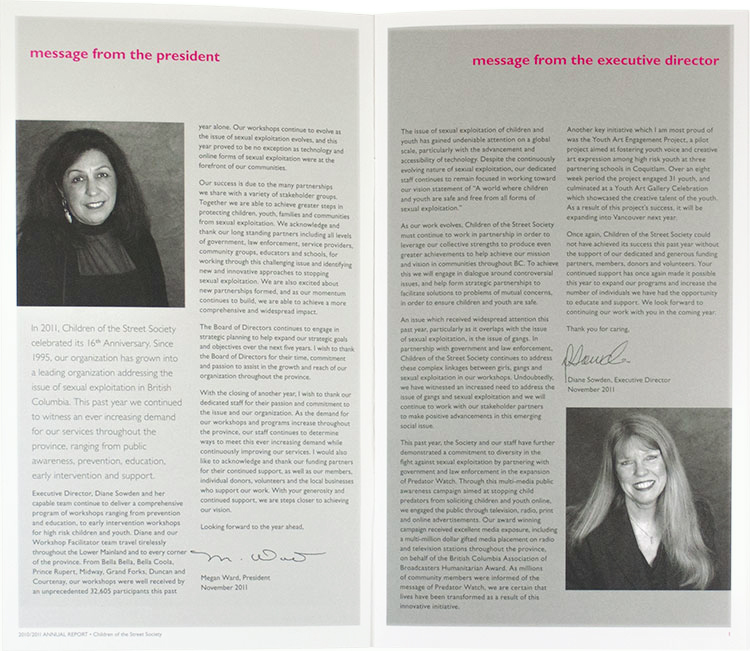 message from the president
In 2011, Children of the Street Society
celebrated its 16th Anniversary. Since
1995, our organization has grown into
a leading organization addressing the
issue of sexual exploitation in British
Columbia. This past year we continued
to witness an ever increasing demand
for our services throughout the
province, ranging from public
awareness, prevention, education,
early intervention and support.
Executive Director, Diane Sowden and her
capable team continue to deliver a comprehensive
program of workshops ranging from prevention
and education, to early intervention workshops
for high risk children and youth. Diane and our
Workshop Facilitator team travel tirelessly
throughout the Lower Mainland and to every corner
of the province. From Bella Bella, Bella Coola,
Prince Rupert, Midway, Grand Forks, Duncan and
Courtenay, our workshops were well received by
an unprecedented 32,605 participants this past
year alone. Our workshops continue to evolve as
the issue of sexual exploitation evolves, and this
year proved to be no exception as technology and
online forms of sexual exploitation were at the
forefront of our communities.
Our success is due to the many partnerships
we share with a variety of stakeholder groups.
Together we are able to achieve greater steps in
protecting children, youth, families and communities
from sexual exploitation. We acknowledge and
thank our long standing partners including all levels
of government, law enforcement, service providers,
community groups, educators and schools, for
working through this challenging issue and identifying
new and innovative approaches to stopping
sexual exploitation. We are also excited about
new partnerships formed, and as our momentum
continues to build, we are able to achieve a more
comprehensive and widespread impact.
The Board of Directors continues to engage in
strategic planning to help expand our strategic goals
and objectives over the next five years. I wish to thank
the Board of Directors for their time, commitment
and passion to assist in the growth and reach of our
organization throughout the province.
With the closing of another year, I wish to thank our
dedicated staff for their passion and commitment to
the issue and our organization. As the demand for
our workshops and programs increase throughout
the province, our staff continues to determine
ways to meet this ever increasing demand while
continuously improving our services. I would also
like to acknowledge and thank our funding partners
for their continued support, as well as our members,
individual donors, volunteers and the local businesses
who support our work. With your generosity and
continued support, we are steps closer to achieving
our vision.
Looking forward to the year ahead,
M. Ward
Megan Ward, President
November 2011
2010/2011 ANNUAL REPORT • Children of the Street Society
message from the executive director
The issue of sexual exploitation of children and
youth has gained undeniable attention on a global
scale, particularly with the advancement and
accessibility of technology. Despite the continuously
evolving nature of sexual exploitation, our dedicated
staff continues to remain focused in working toward
our vision statement of "A world where children
and youth are safe and free from all forms of
sexual exploitation."
As our work evolves, Children of the Street Society
must continue to work in partnership in order to
leverage our collective strengths to produce even
greater achievements to help achieve our mission
and vision in communities throughout BC. To achieve
this we will engage in dialogue around controversial
issues, and help form strategic partnerships to
facilitate solutions to problems of mutual concerns,
in order to ensure children and youth are safe.
An issue which received widespread attention this
past year, particularly as it overlaps with the issue
of sexual exploitation, is the issue of gangs. In
partnership with government and law enforcement,
Children of the Street Society continues to address
these complex linkages between girls, gangs and
sexual exploitation in our workshops. Undoubtedly,
we have witnessed an increased need to address the
issue of gangs and sexual exploitation and we will
continue to work with our stakeholder partners
to make positive advancements in this emerging
social issue.
This past year, the Society and our staff have further
demonstrated a commitment to diversity in the
fight against sexual exploitation by partnering with
government and law enforcement in the expansion
of Predator Watch. Through this multi-media public
awareness campaign aimed at stopping child
predators from soliciting children and youth online,
we engaged the public through television, radio, print
and online advertisements. Our award winning
campaign received excellent media exposure, including
a multi-million dollar gifted media placement on radio
and television stations throughout the province,
on behalf of the British Columbia Association of
Broadcasters Humanitarian Award. As millions
of community members were informed of the
message of Predator Watch, we are certain that
lives have been transformed as a result of this
innovative initiative.
Another key initiative which I am most proud of
was the Youth Art Engagement Project, a pilot
project aimed at fostering youth voice and creative
art expression among high risk youth at three
partnering schools in Coquitlam. Over an eight
week period the project engaged 31 youth, and
culminated at a Youth Art Gallery Celebration
which showcased the creative talent of the youth.
As a result of this project's success, it will be
expanding into Vancouver next year.
Once again, Children of the Street Society could
not have achieved its success this past year without
the support of our dedicated and generous funding
partners, members, donors and volunteers. Your
continued support has once again made it possible
this year to expand our programs and increase the
number of individuals we have had the opportunity
to educate and support. We look forward to
continuing our work with you in the coming year.
Thank you for caring,
Diane Sowden, Executive Director
November 2011
1